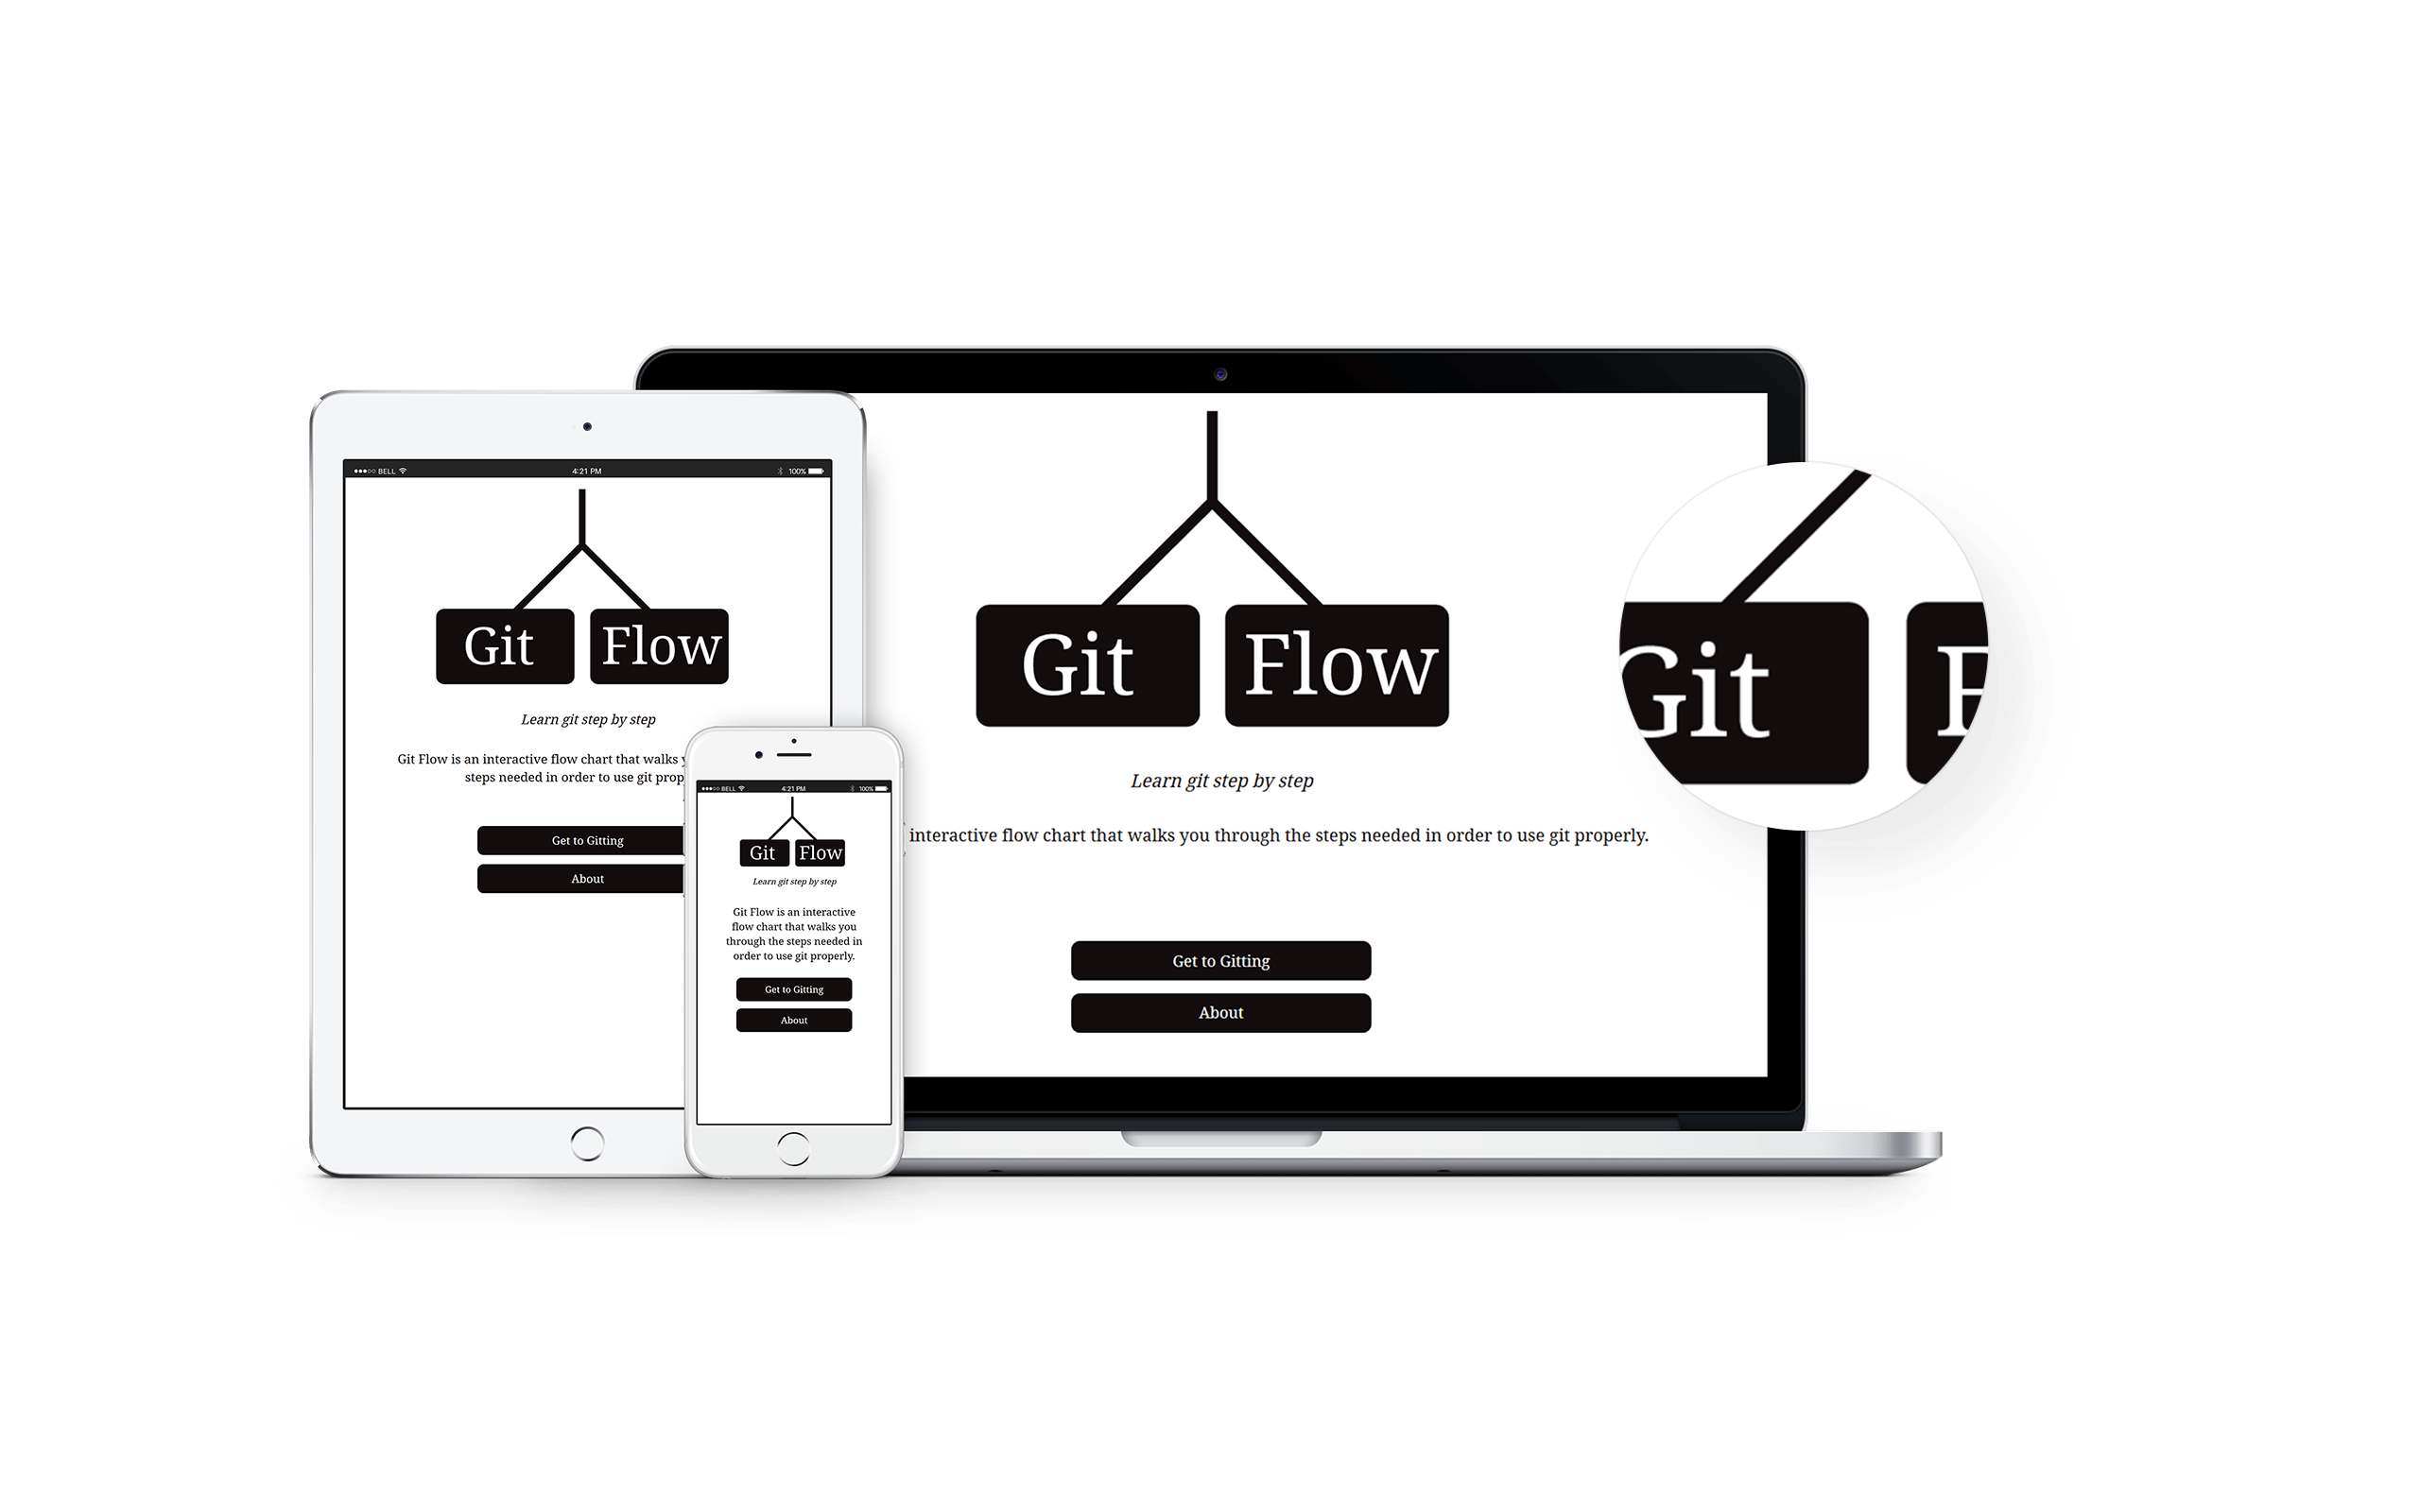 BELL 4:21 PM 100%
Git Flow
Learn git step by step
Git Flow is an interactive flow chart that walks
steps needed in order to use git
Get to Gitting
About
BELL 4:21 PM 100%
Git Flow
Learn git step by step
Git Flow is an interactive
flow chart that walks you
through the steps needed in
order to use git properly.
Get to Gitting
About
Git Flow
Learn git step by step
interactive flow chart that walks you through the steps needed in order to use git properly.
Get to Gitting
About
Git F